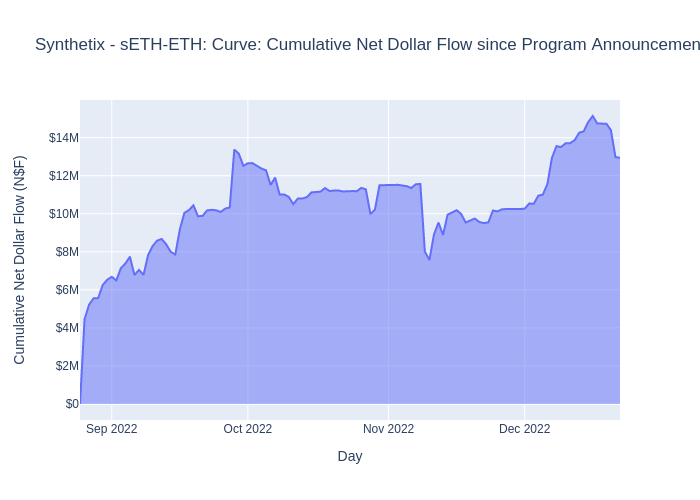 Synthetix - sETH-ETH: Curve: Cumulative Net Dollar Flow since Program Announcemen
Cumulative Net Dollar Flow (N$F)
$14M
$12M
$10M
$8M
$6M
$4M
$2M
$0
Sep 2022
Oct 2022
Nov 2022
Dec 2022
Day